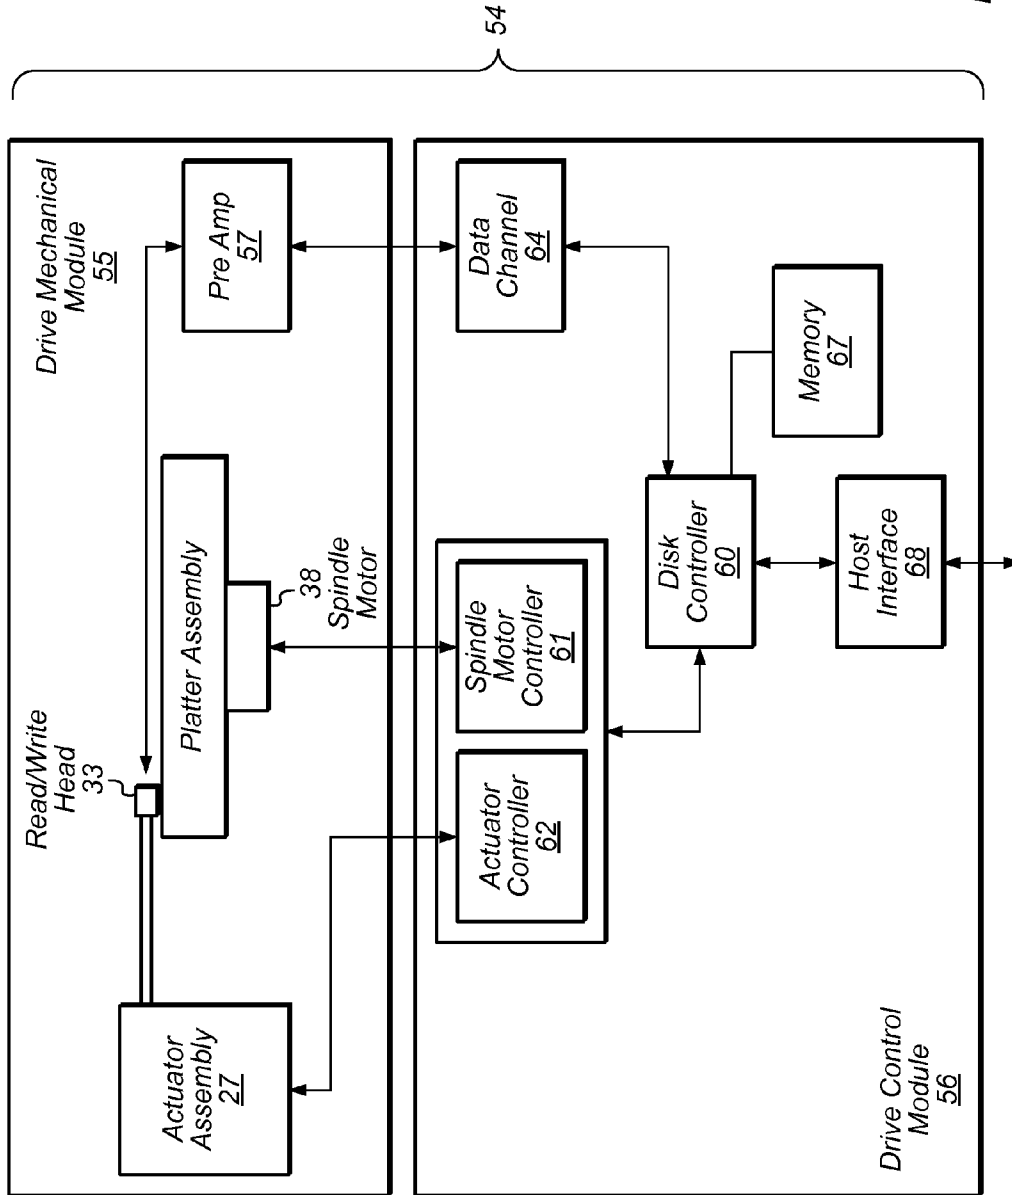 54
Drive Mechanical
Module
55
Pre Amp
57
Read/Write
Head
33
Platter Assembly
38
Spindle
Motor
Actuator
Assembly
27
Data
Channel
64
Memory
67
Spindle
Motor
Controller
61
Actuator
Controller
62
Disk
Controller
60
Host
Interface
68
Drive Control
Module
56